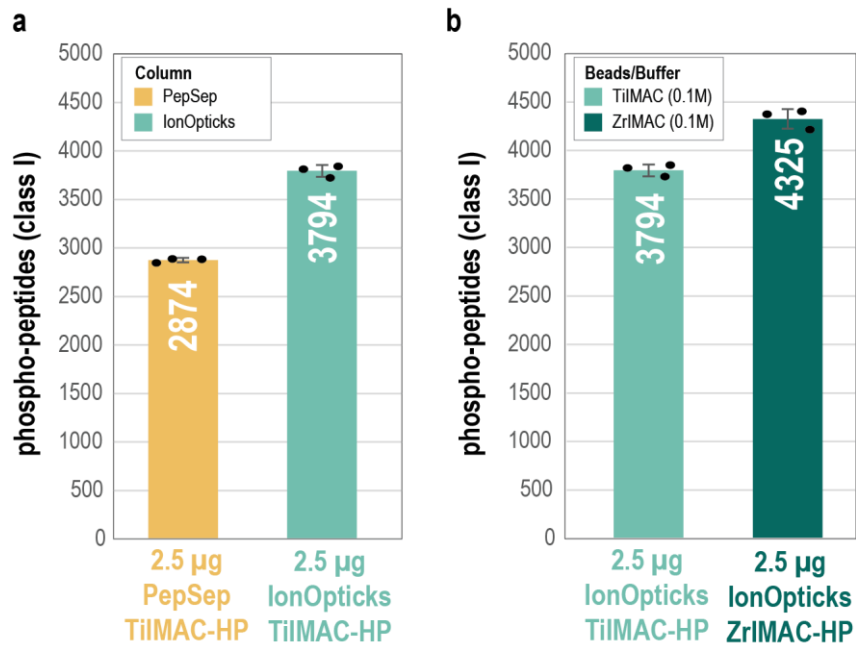 a
phospho-peptides (class I)
5000
4500
4000
3500
3000
2500
2000
1500
1000
500
0
Column
PepSep
IonOpticks
2874
3794
2.5 µg
PepSep
TiIMAC-HP
2.5 µg
IonOpticks
TiIMAC-HP
b
phospho-peptides (class I)
5000
4500
4000
3500
3000
2500
2000
1500
1000
500
0
Beads/Buffer
TiIMAC (0.1M)
ZrIMAC (0.1M)
3794
4325
2.5 µg
IonOpticks
TiIMAC-HP
2.5 µg
IonOpticks
ZrIMAC-HP